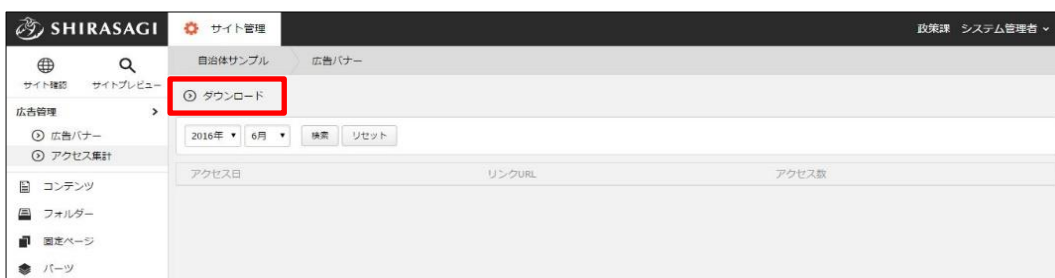 SHIRASAGI サイト管理 政策課 システム管理者
自治体サンプル 広告バナー
サイト確認 サイトプレビュー
ダウンロード
広告管理
広告バナー
アクセス集計
2016年 6月 検索 リセット
アクセス日 リンクURL アクセス数
コンテンツ
フォルダー
固定ページ
パーツ